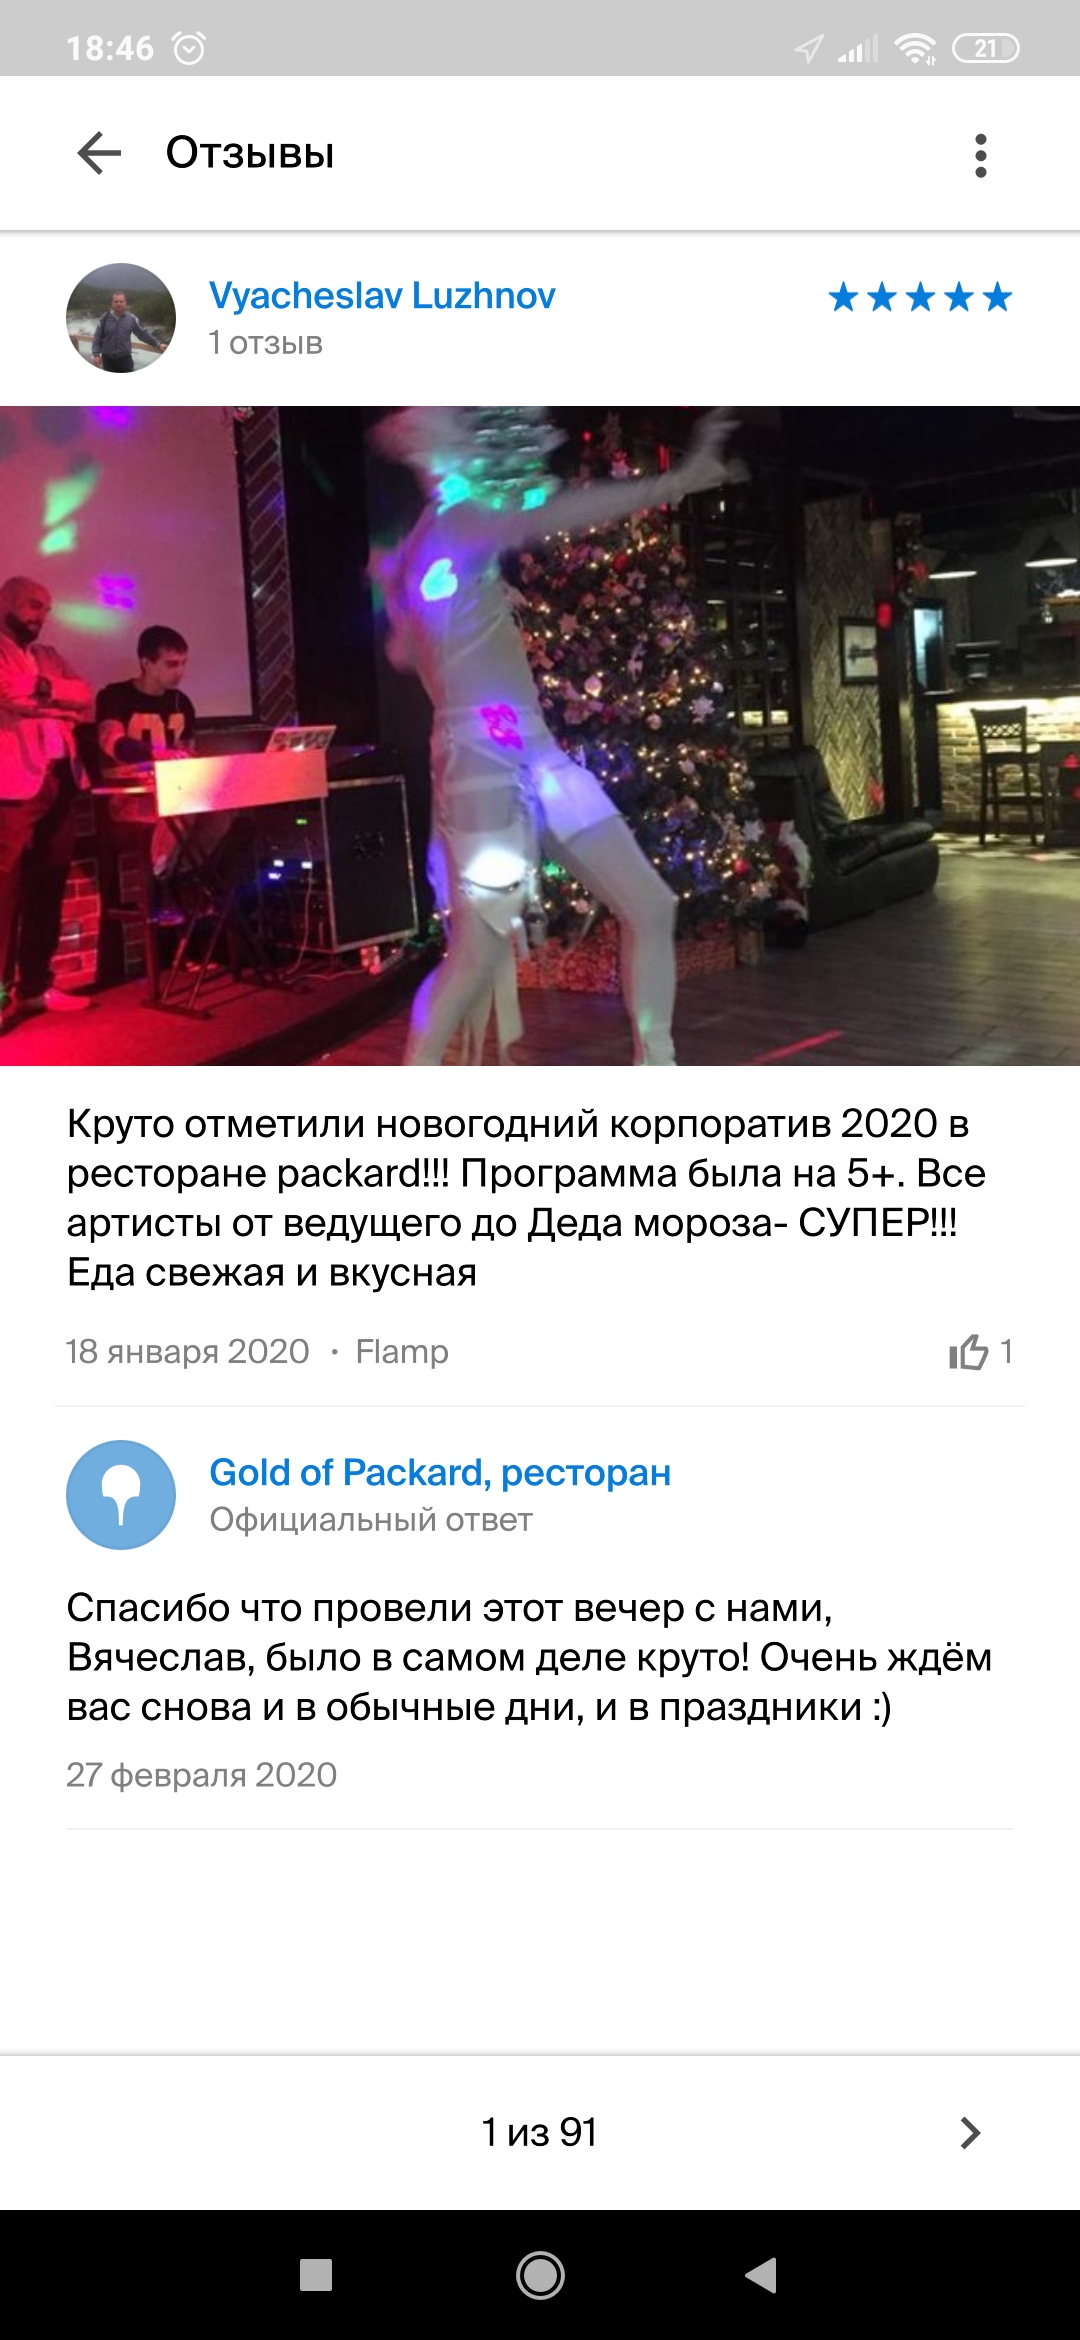 18:46
21
Отзывы
Vyacheslav Luzhnov
1 отзыв
Круто отметили новогодний корпоратив 2020 в
ресторане packard!!! Программа была на 5+. Все
артисты от ведущего до Деда мороза- СУПЕР!!!
Еда свежая и вкусная
18 января 2020 • Flamp
1
Gold of Packard, ресторан
Официальный ответ
Спасибо что провели этот вечер с нами,
Вячеслав, было в самом деле круто! Очень ждём
вас снова и в обычные дни, и в праздники :)
27 февраля 2020
1 из 91